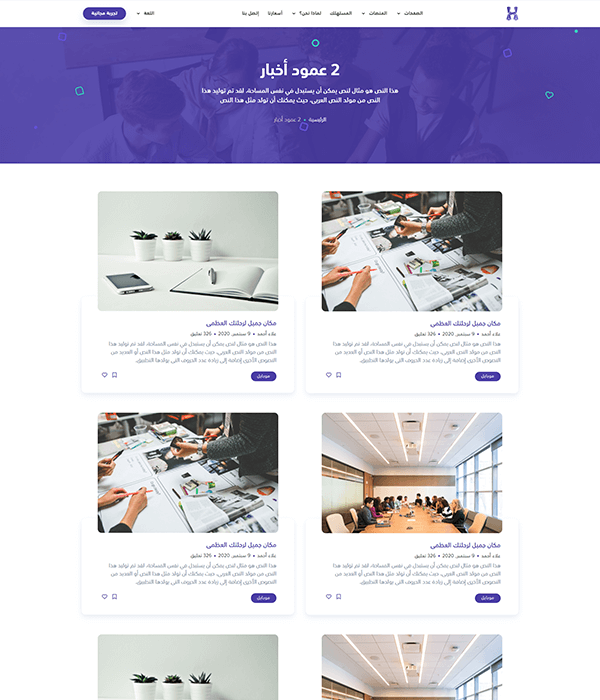 الصفحات
الخدمات
المستهلك
لماذا نحن؟
أسعارنا
إتصل بنا
اللغة
تجربة مجانية
2 عمود أخبار
هذا النص هو مثال لنص يمكن أن يستبدل في نفس المساحة، لقد تم توليد هذا
النص من مولد النص العربى، حيث يمكنك أن تولد مثل هذا النص
الرئيسية • 2 عمود أخبار
مكان جميل لرحلتك العظمى
علاء أحمد • 9 سبتمبر, 2020 • 326 تعليق
هذا النص هو مثال لنص يمكن أن يستبدل في نفس المساحة، لقد تم توليد هذا
النص من مولد النص العربى، حيث يمكنك أن تولد مثل هذا النص أو العديد من
النصوص الأخرى إضافة إلى زيادة عدد الحروف التى يولدها التطبيق.
موبايل
مكان جميل لرحلتك العظمى
علاء أحمد • 9 سبتمبر, 2020 • 326 تعليق
هذا النص هو مثال لنص يمكن أن يستبدل في نفس المساحة، لقد تم توليد هذا
النص من مولد النص العربى، حيث يمكنك أن تولد مثل هذا النص أو العديد من
النصوص الأخرى إضافة إلى زيادة عدد الحروف التى يولدها التطبيق.
موبايل
مكان جميل لرحلتك العظمى
علاء أحمد • 9 سبتمبر, 2020 • 326 تعليق
هذا النص هو مثال لنص يمكن أن يستبدل في نفس المساحة، لقد تم توليد هذا
النص من مولد النص العربى، حيث يمكنك أن تولد مثل هذا النص أو العديد من
النصوص الأخرى إضافة إلى زيادة عدد الحروف التى يولدها التطبيق.
موبايل
مكان جميل لرحلتك العظمى
علاء أحمد • 9 سبتمبر, 2020 • 326 تعليق
هذا النص هو مثال لنص يمكن أن يستبدل في نفس المساحة، لقد تم توليد هذا
النص من مولد النص العربى، حيث يمكنك أن تولد مثل هذا النص أو العديد من
النصوص الأخرى إضافة إلى زيادة عدد الحروف التى يولدها التطبيق.
موبايل